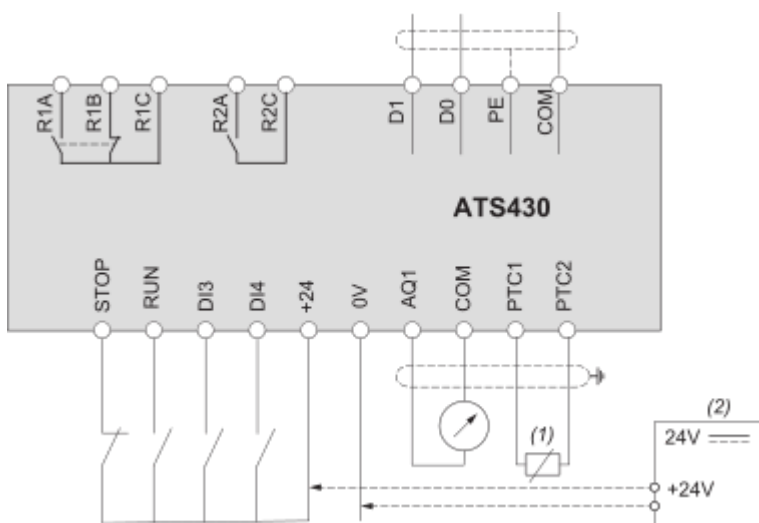 R1A
R1B
R1C
R2A
R2C
D1
D0
PE
COM
ATS430
STOP
RUN
DI3
DI4
+24
0V
AQ1
COM
PTC1
PTC2
(1)
(2)
24V
+24V